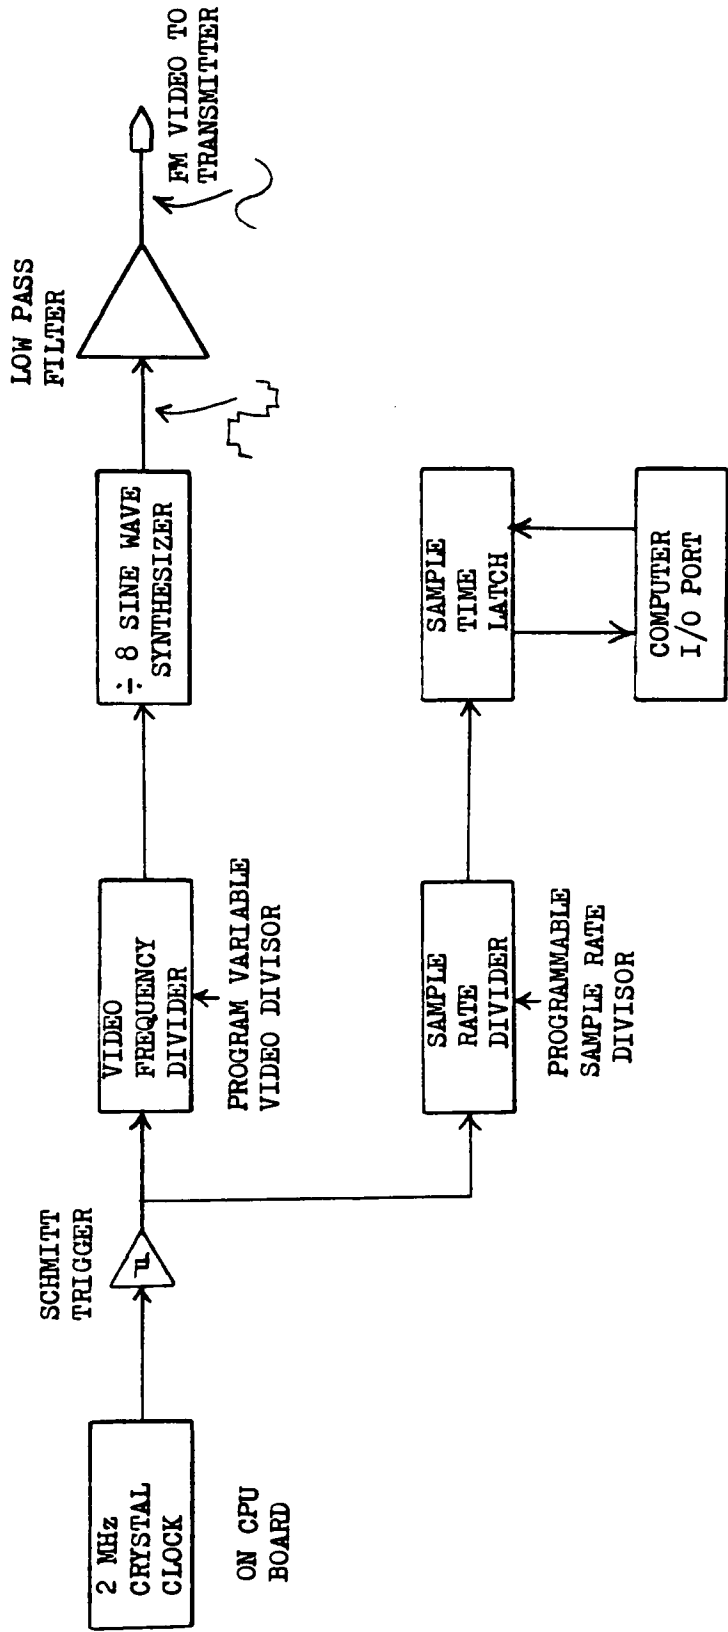 2 MHz
CRYSTAL
CLOCK
ON CPU
BOARD
SCHMITT
TRIGGER
VIDEO
FREQUENCY
DIVIDER
PROGRAM VARIABLE
VIDEO DIVISOR
÷ 8 SINE WAVE
SYNTHESIZER
LOW PASS
FILTER
FM VIDEO TO
TRANSMITTER
SAMPLE
RATE
DIVIDER
PROGRAMMABLE
SAMPLE RATE
DIVISOR
SAMPLE
TIME
LATCH
COMPUTER
I/O PORT